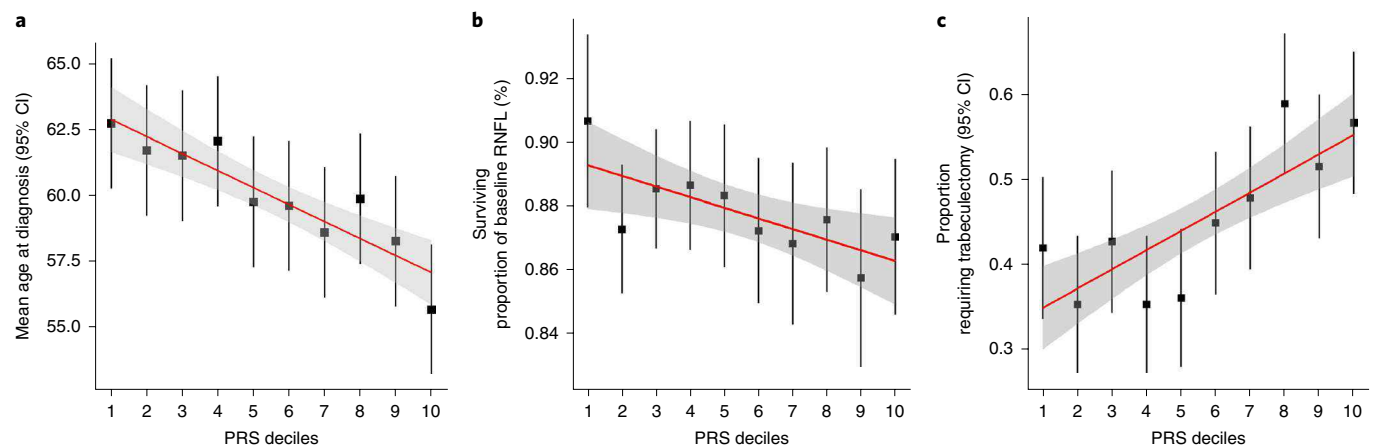 a
Mean age at diagnosis (95% CI)
65.0
62.5
60.0
57.5
55.0
1 2 3 4 5 6 7 8 9 10
PRS deciles
b
Surviving
proportion of baseline RNFL (%)
0.92
0.90
0.88
0.86
0.84
1 2 3 4 5 6 7 8 9 10
PRS deciles
c
Proportion
requiring trabeculectomy (95% CI)
0.6
0.5
0.4
0.3
1 2 3 4 5 6 7 8 9 10
PRS deciles